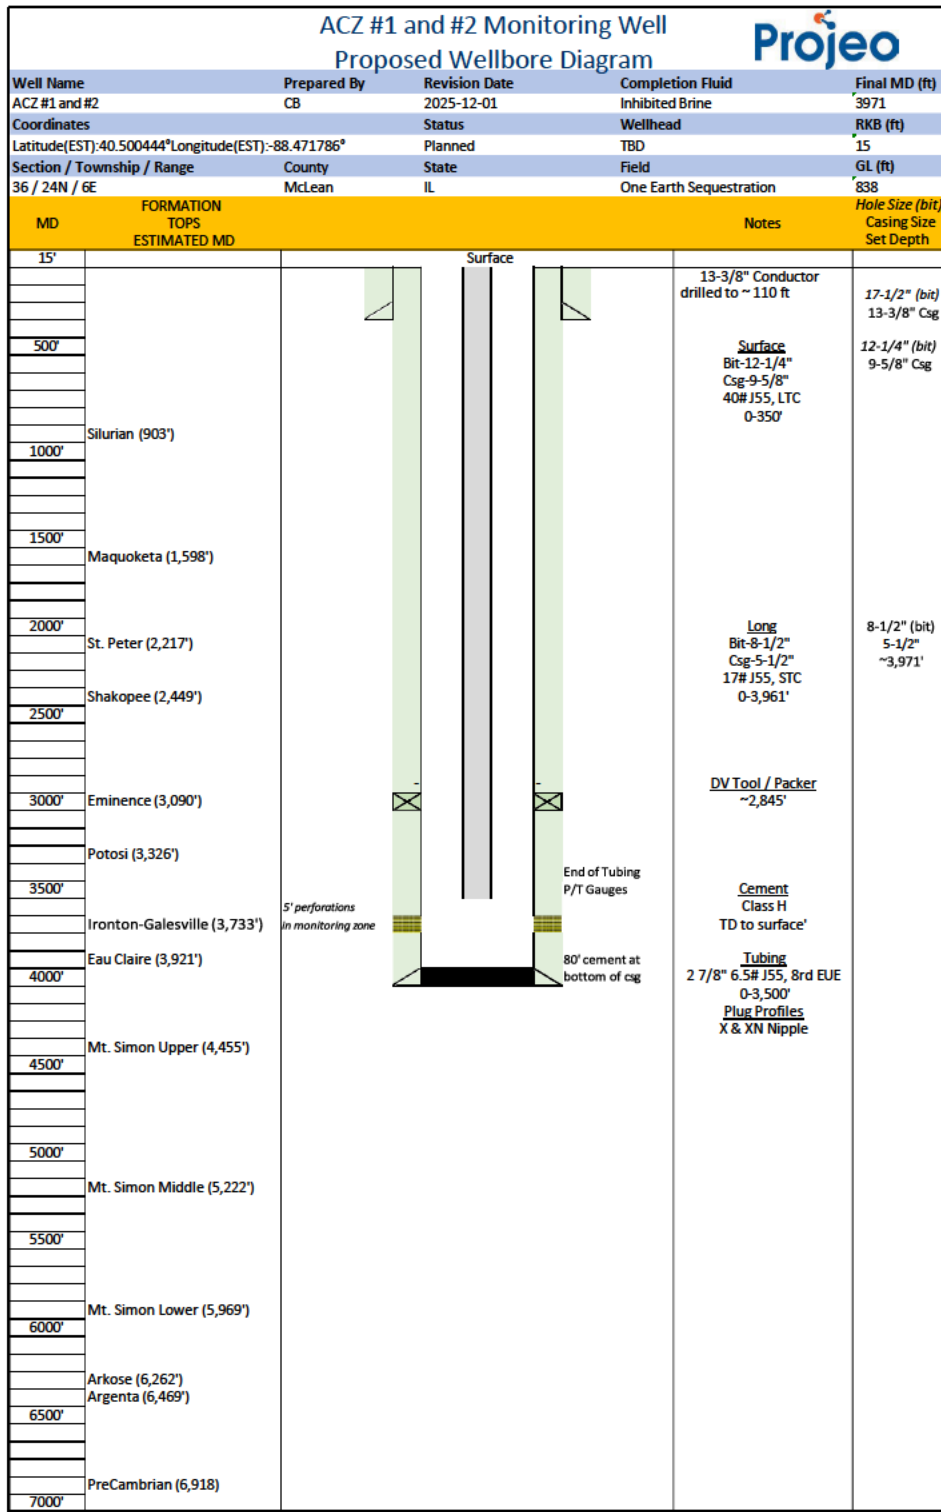 ACZ #1 and #2 Monitoring Well
Proposed Wellbore Diagram
Projeo
Well Name Prepared By Revision Date Completion Fluid Final MD (ft)
ACZ #1 and #2 CB 2025-12-01 Inhibited Brine 3971
Coordinates Status Wellhead RKB (ft)
Latitude(EST):40.500444°Longitude(EST):-88.471786° Planned TBD 15
Section / Township / Range County State Field GL (ft)
36 / 24N / 6E McLean IL One Earth Sequestration 838
MD
FORMATION
TOPS
ESTIMATED MD
Notes
Hole Size (bit)
Casing Size
Set Depth
15' Surface
13-3/8" Conductor
drilled to ~ 110 ft
17-1/2" (bit)
13-3/8" Csg
500'
Surface
Bit-12-1/4"
Csg-9-5/8"
40# J55, LTC
0-350'
12-1/4" (bit)
9-5/8" Csg
Silurian (903')
1000'
1500'
Maquoketa (1,598')
2000'
St. Peter (2,217')
Long
Bit-8-1/2"
Csg-5-1/2"
17# J55, STC
0-3,961'
8-1/2" (bit)
5-1/2"
~3,971'
Shakopee (2,449')
2500'
DV Tool / Packer
~2,845'
- -
3000' Eminence (3,090')
Potosi (3,326')
End of Tubing
P/T Gauges
3500'
Cement
Class H
TD to surface'
5' perforations
in monitoring zone
Ironton-Galesville (3,733')
Eau Claire (3,921')
80' cement at
bottom of csg
4000'
Tubing
2 7/8" 6.5# J55, 8rd EUE
0-3,500'
Plug Profiles
X & XN Nipple
Mt. Simon Upper (4,455')
4500'
5000'
Mt. Simon Middle (5,222')
5500'
Mt. Simon Lower (5,969')
6000'
Arkose (6,262')
Argenta (6,469')
6500'
PreCambrian (6,918)
7000'